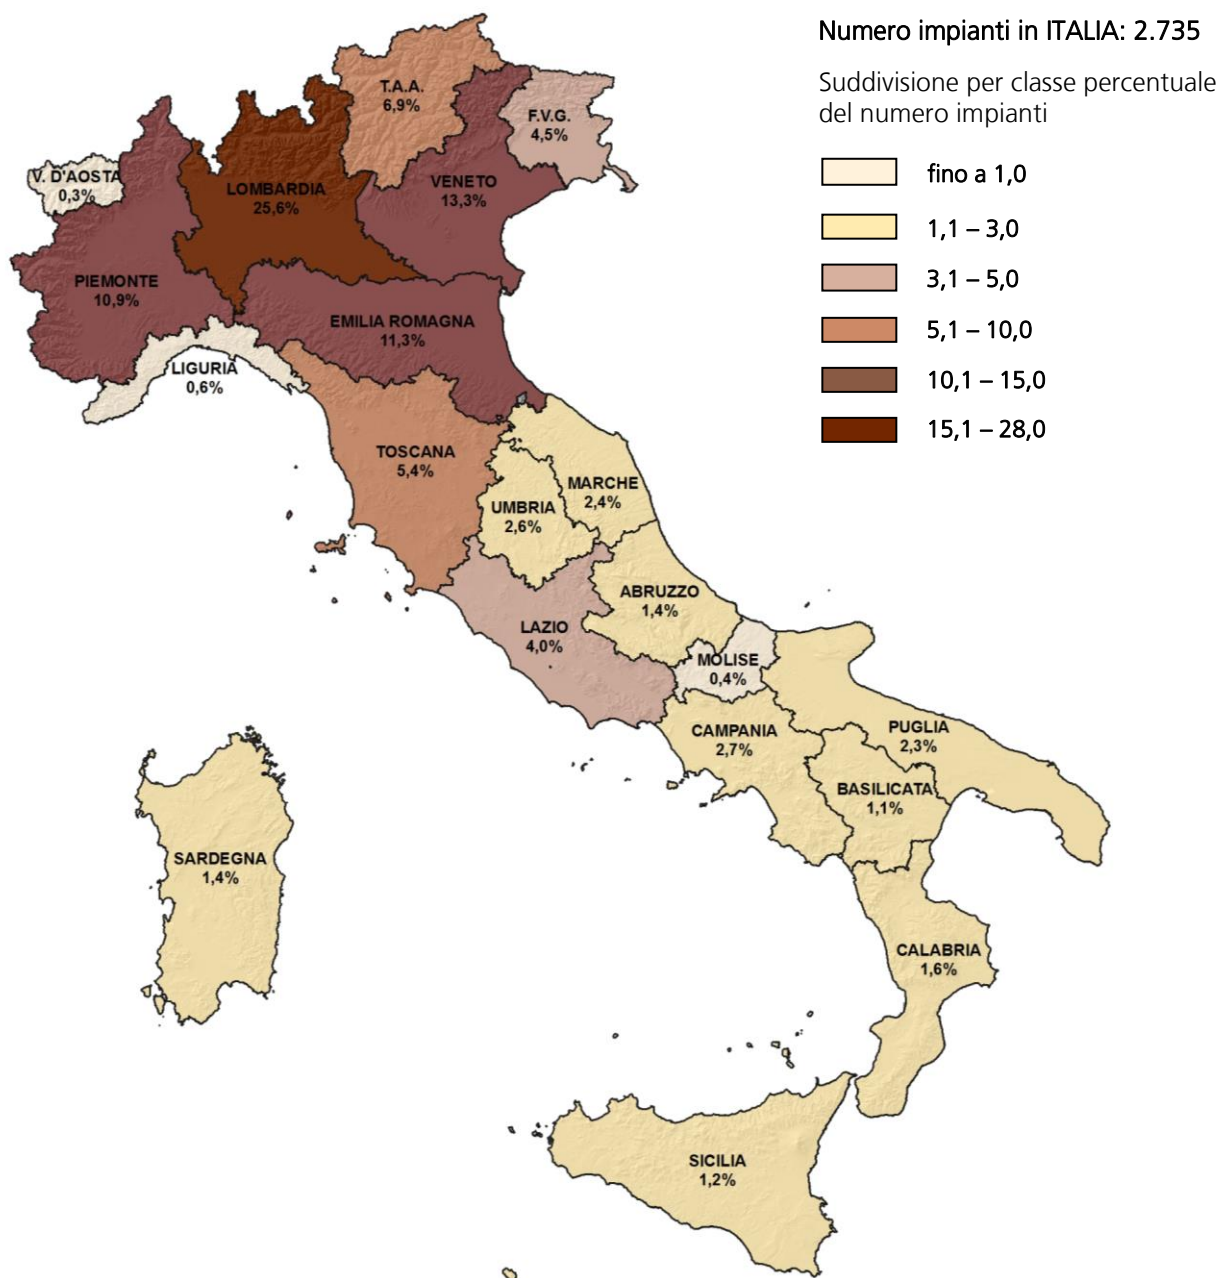 Numero impianti in ITALIA: 2.735
Suddivisione per classe percentuale
del numero impianti
fino a 1,0
1,1 – 3,0
3,1 – 5,0
5,1 – 10,0
10,1 – 15,0
15,1 – 28,0
T.A.A.
6,9%
F.V.G.
4,5%
V. D'AOSTA
0,3%
LOMBARDIA
25,6%
VENETO
13,3%
PIEMONTE
10,9%
EMILIA ROMAGNA
11,3%
LIGURIA
0,6%
TOSCANA
5,4%
MARCHE
2,4%
UMBRIA
2,6%
ABRUZZO
1,4%
LAZIO
4,0%
MOLISE
0,4%
CAMPANIA
2,7%
PUGLIA
2,3%
BASILICATA
1,1%
SARDEGNA
1,4%
CALABRIA
1,6%
SICILIA
1,2%